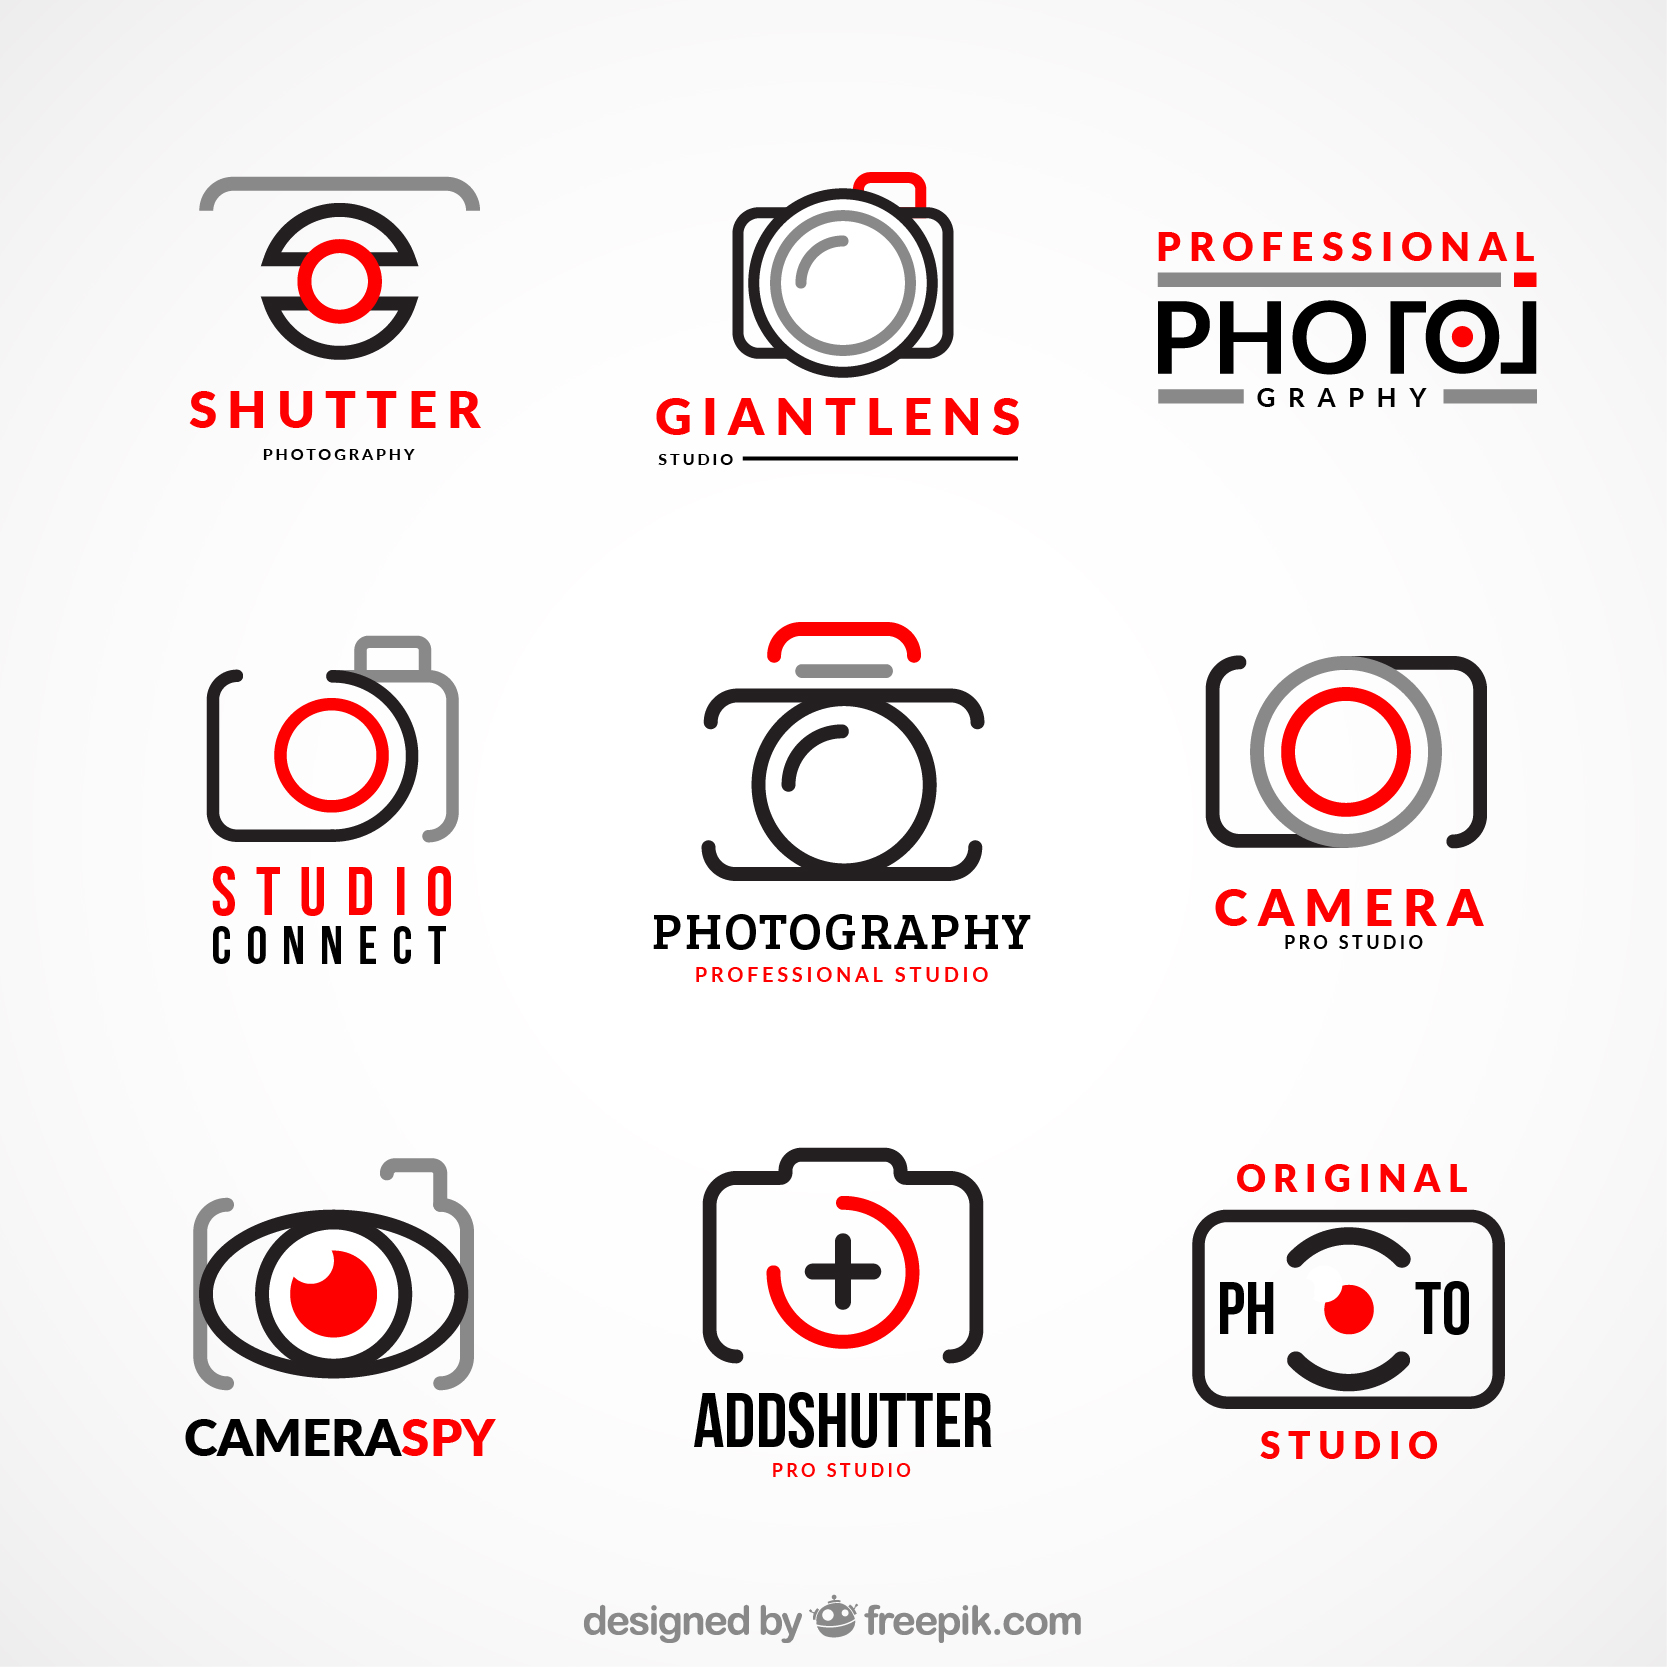 SHUTTER
PHOTOGRAPHY
GIANTLENS
STUDIO
PROFESSIONAL
PHOTO
GRAPHY
STUDIO
CONNECT
PHOTOGRAPHY
PROFESSIONAL STUDIO
CAMERA
PRO STUDIO
CAMERASPY
ADDSHUTTER
PRO STUDIO
ORIGINAL
PH TO
STUDIO
designed by freepik.com